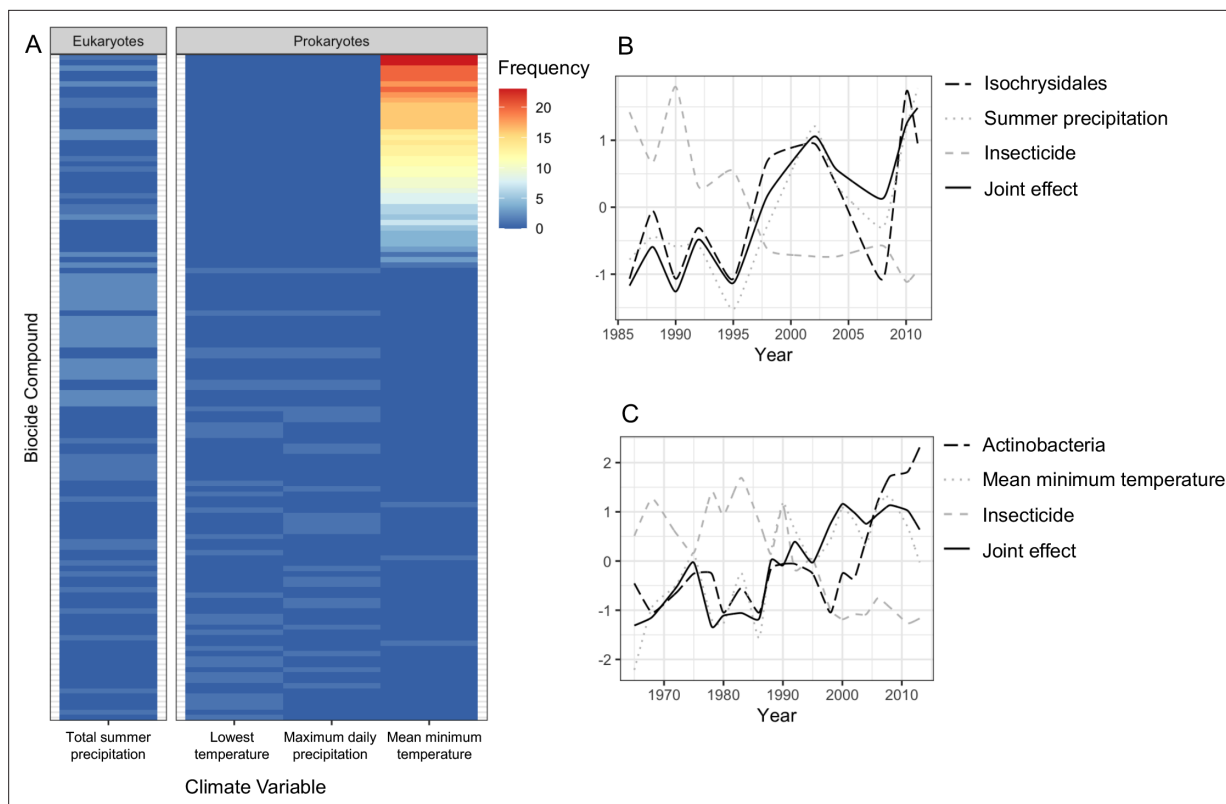 A
Eukaryotes
Prokaryotes
Frequency
20
15
10
5
0
Biocide Compound
Total summer
precipitation
Lowest
temperature
Maximum daily
precipitation
Mean minimum
temperature
Climate Variable
B
1
0
-1
1985
1990
1995
2000
2005
2010
Year
Isochrysidales
Summer precipitation
Insecticide
Joint effect
C
2
1
0
-1
-2
1970
1980
1990
2000
2010
Year
Actinobacteria
Mean minimum temperature
Insecticide
Joint effect